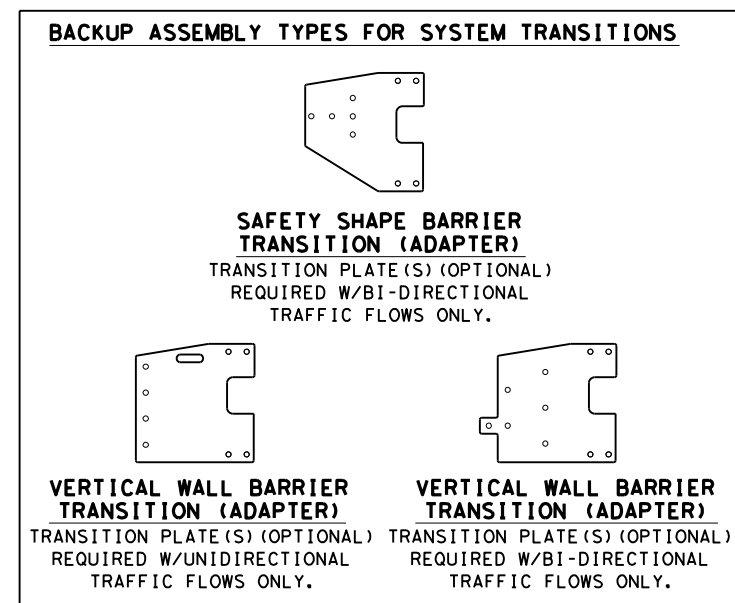 BACKUP ASSEMBLY TYPES FOR SYSTEM TRANSITIONS
SAFETY SHAPE BARRIER
TRANSITION (ADAPTER)
TRANSITION PLATE(S)(OPTIONAL)
REQUIRED W/BI-DIRECTIONAL
TRAFFIC FLOWS ONLY.
VERTICAL WALL BARRIER
TRANSITION (ADAPTER)
TRANSITION PLATE(S)(OPTIONAL)
REQUIRED W/UNIDIRECTIONAL
TRAFFIC FLOWS ONLY.
VERTICAL WALL BARRIER
TRANSITION (ADAPTER)
TRANSITION PLATE(S)(OPTIONAL)
REQUIRED W/BI-DIRECTIONAL
TRAFFIC FLOWS ONLY.